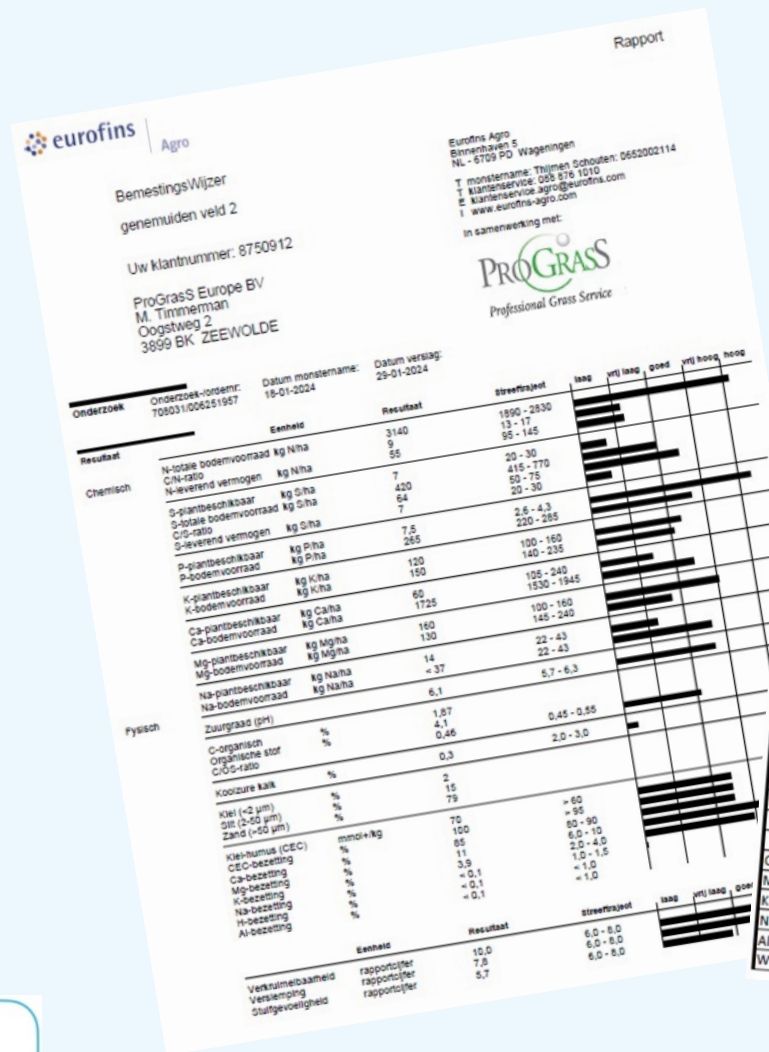 Rapport
eurofins | Agro
BemestingsWijzer
genemuiden veld 2
Uw klantnummer: 8750912
ProGrasS Europe BV
M. Timmerman
Oogstweg 2
3899 BK ZEEWOLDE
Eurofins Agro
Binnenhaven 5
NL - 6709 PD Wageningen
T monstername: Thijmen Schouten: 0652002114
T klantenservice: 088 876 1010
E klantenservice.agro@eurofins.com
I www.eurofins-agro.com
In samenwerking met:
PROGRASS
Professional Grass Service
Onderzoek Onderzoek-/ordernr: Datum monstername: Datum verslag:
708031/006251957 18-01-2024 29-01-2024
Resultaat Eenheid Resultaat Streeftraject laag vrij laag goed vrij hoog hoog
Chemisch N-totale bodemvoorraad kg N/ha 3140 1890 - 2830
C/N-ratio 9 13 - 17
N-leverend vermogen kg N/ha 55 95 - 145
S-plantbeschikbaar kg S/ha 7 20 - 30
S-totale bodemvoorraad kg S/ha 420 415 - 770
C/S-ratio 64 50 - 75
S-leverend vermogen kg S/ha 7 20 - 30
P-plantbeschikbaar kg P/ha 7,5 2,6 - 4,3
P-bodemvoorraad kg P/ha 265 220 - 285
K-plantbeschikbaar kg K/ha 120 100 - 160
K-bodemvoorraad kg K/ha 150 140 - 235
Ca-plantbeschikbaar kg Ca/ha 60 105 - 240
Ca-bodemvoorraad kg Ca/ha 1725 1530 - 1945
Mg-plantbeschikbaar kg Mg/ha 160 100 - 160
Mg-bodemvoorraad kg Mg/ha 130 145 - 240
Na-plantbeschikbaar kg Na/ha 14 22 - 43
Na-bodemvoorraad kg Na/ha < 37 22 - 43
Fysisch Zuurgraad (pH) 6,1 5,7 - 6,3
C-organisch % 1,87
Organische stof % 4,1
C/OS-ratio 0,46 0,45 - 0,55
Koolzure kalk % 0,3 2,0 - 3,0
Klei (<2 µm) % 2
Silt (2-50 µm) % 15
Zand (>50 µm) % 79
Klei-humus (CEC) mmol+/kg 70 > 60
CEC-bezetting % 100 > 95
Ca-bezetting % 85 80 - 90
Mg-bezetting % 11 6,0 - 10
K-bezetting % 3,9 2,0 - 4,0
Na-bezetting % < 0,1 1,0 - 1,5
H-bezetting % < 0,1 < 1,0
Al-bezetting % < 0,1 < 1,0
Eenheid Resultaat Streeftraject laag vrij laag
Verkruimelbaarheid rapportcijfer 10,0 6,0 - 8,0
Verslemping rapportcijfer 7,8 6,0 - 8,0
Stuifgevoeligheid rapportcijfer 5,7 6,0 - 8,0